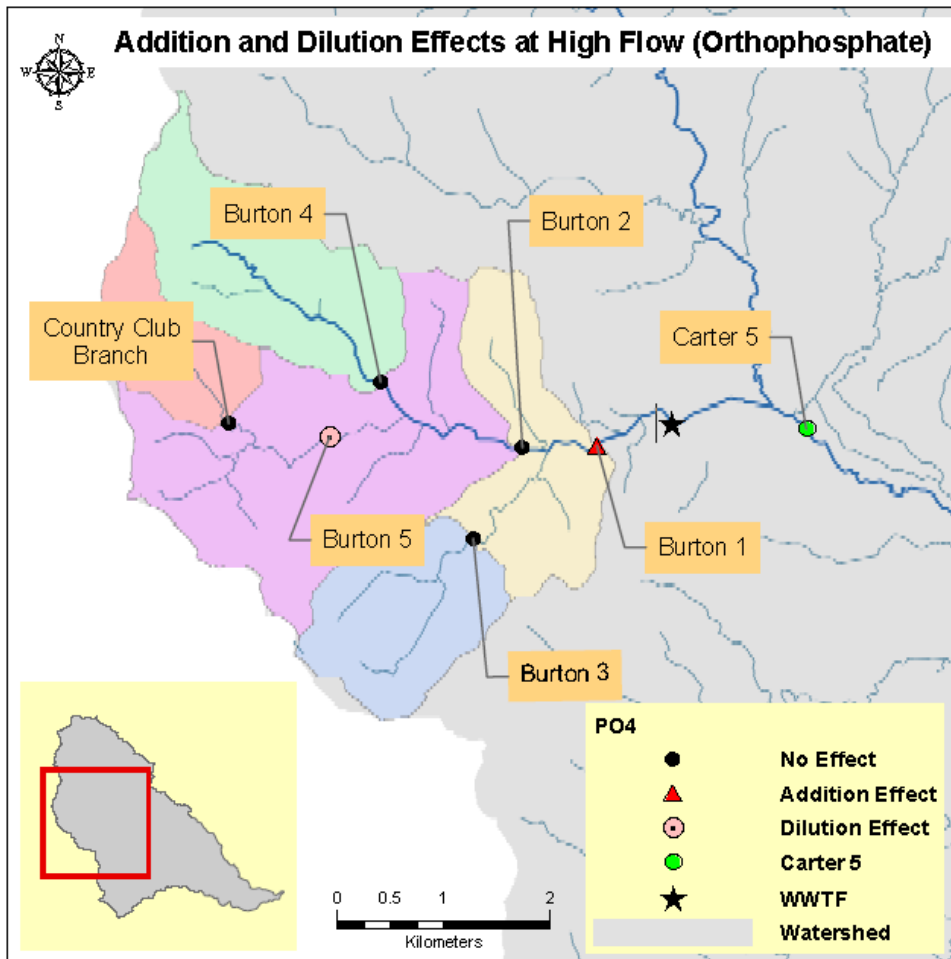 Addition and Dilution Effects at High Flow (Orthophosphate)
N
W E
S
Burton 4
Burton 2
Country Club
Branch
Carter 5
Burton 5
Burton 1
Burton 3
PO4
No Effect
Addition Effect
Dilution Effect
Carter 5
WWTF
Watershed
0 0.5 1 2
Kilometers